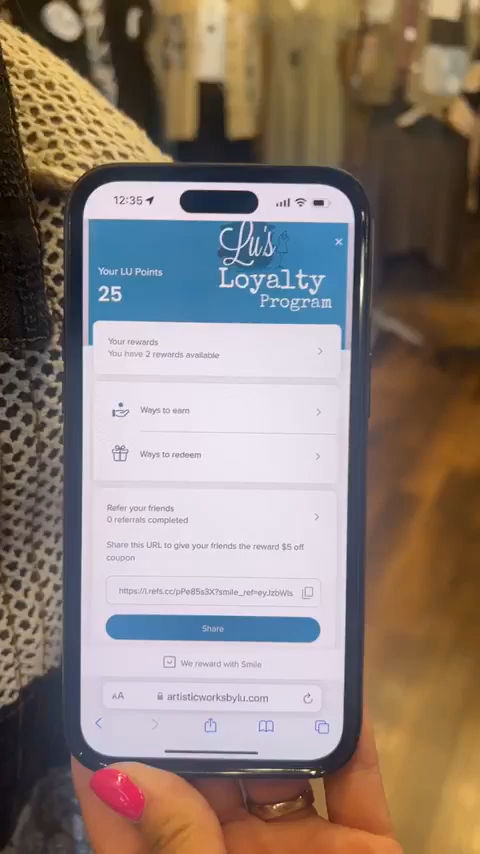 12:35
Lu's
Loyalty
Program
Your LU Points
25
Your rewards
You have 2 rewards available
Ways to earn
Ways to redeem
Refer your friends
0 referrals completed
Share this URL to give your friends the reward $5 off
coupon
https://i.refs.cc/pPe85s3X?smile_ref=eyJzbWls
Share
We reward with Smile
AA
artisticworksbylu.com